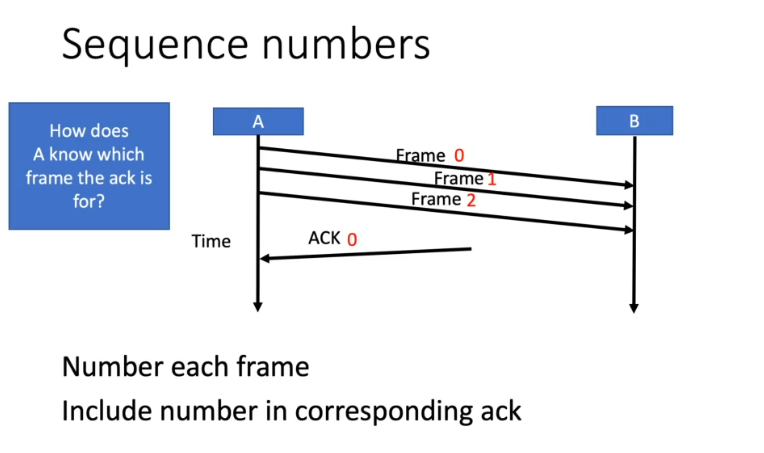 Sequence numbers
How does
A know which
frame the ack is
for?
A
B
Frame 0
Frame 1
Frame 2
Time
ACK 0
Number each frame
Include number in corresponding ack